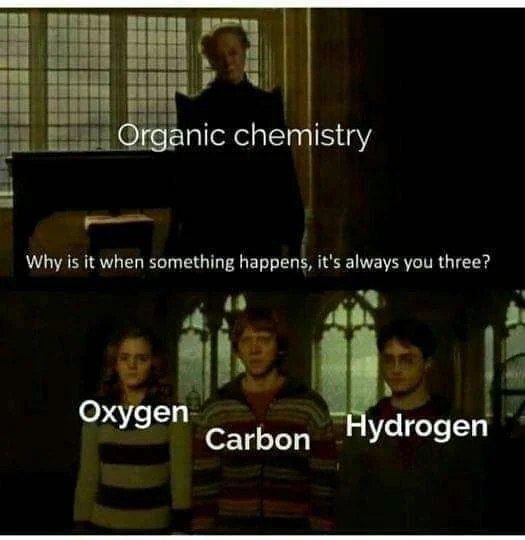 Organic chemistry
Why is it when something happens, it's always you three?
Oxygen
Carbon
Hydrogen